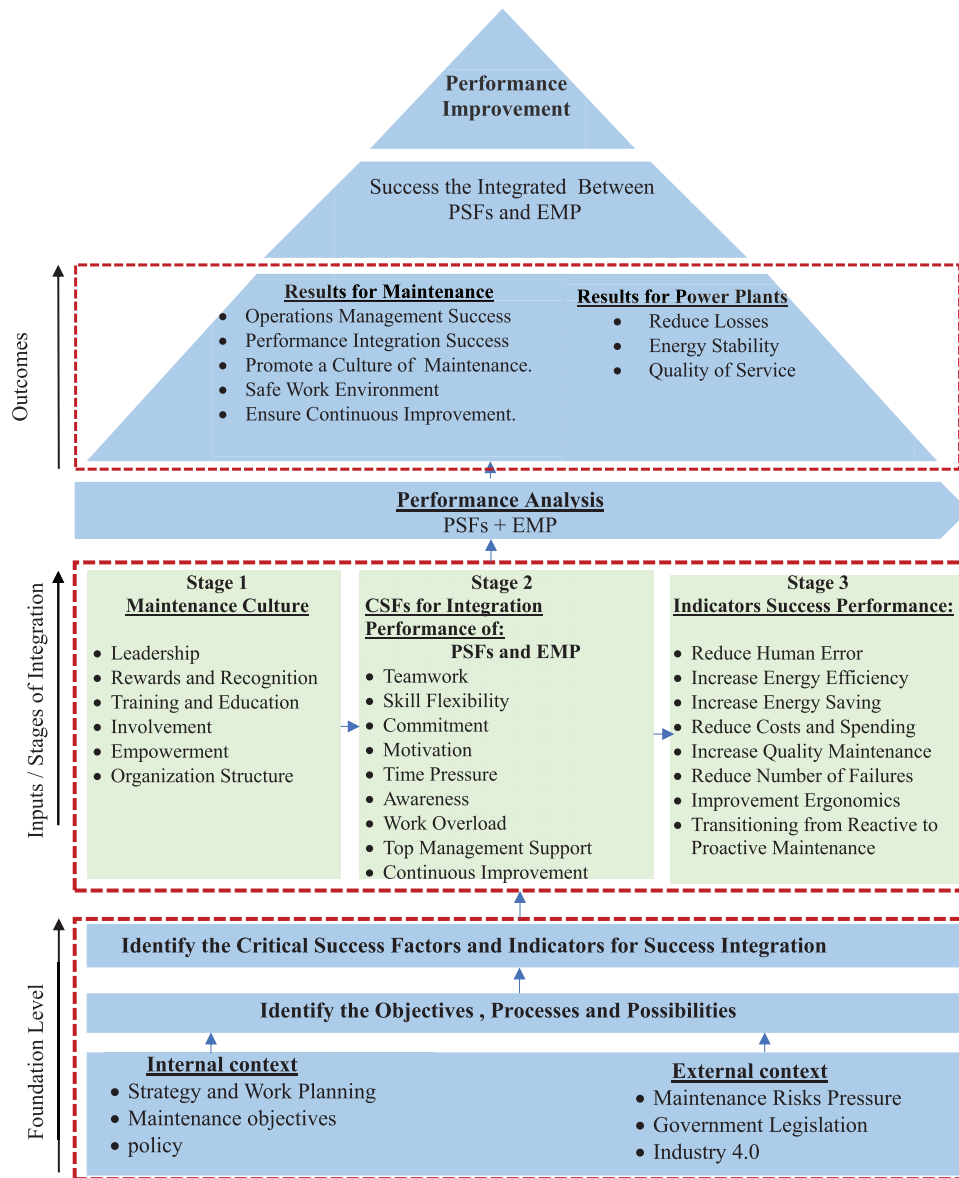 Performance
Improvement
Success the Integrated Between
PSFs and EMP
Outcomes
Results for Maintenance
• Operations Management Success
• Performance Integration Success
• Promote a Culture of Maintenance.
• Safe Work Environment
• Ensure Continuous Improvement.
Results for Power Plants
• Reduce Losses
• Energy Stability
• Quality of Service
Performance Analysis
PSFs + EMP
Inputs / Stages of Integration
Stage 1
Maintenance Culture
• Leadership
• Rewards and Recognition
• Training and Education
• Involvement
• Empowerment
• Organization Structure
Stage 2
CSFs for Integration
Performance of:
PSFs and EMP
• Teamwork
• Skill Flexibility
• Commitment
• Motivation
• Time Pressure
• Awareness
• Work Overload
• Top Management Support
• Continuous Improvement
Stage 3
Indicators Success Performance:
• Reduce Human Error
• Increase Energy Efficiency
• Increase Energy Saving
• Reduce Costs and Spending
• Increase Quality Maintenance
• Reduce Number of Failures
• Improvement Ergonomics
• Transitioning from Reactive to
Proactive Maintenance
Foundation Level
Identify the Critical Success Factors and Indicators for Success Integration
Identify the Objectives , Processes and Possibilities
Internal context
• Strategy and Work Planning
• Maintenance objectives
• policy
External context
• Maintenance Risks Pressure
• Government Legislation
• Industry 4.0